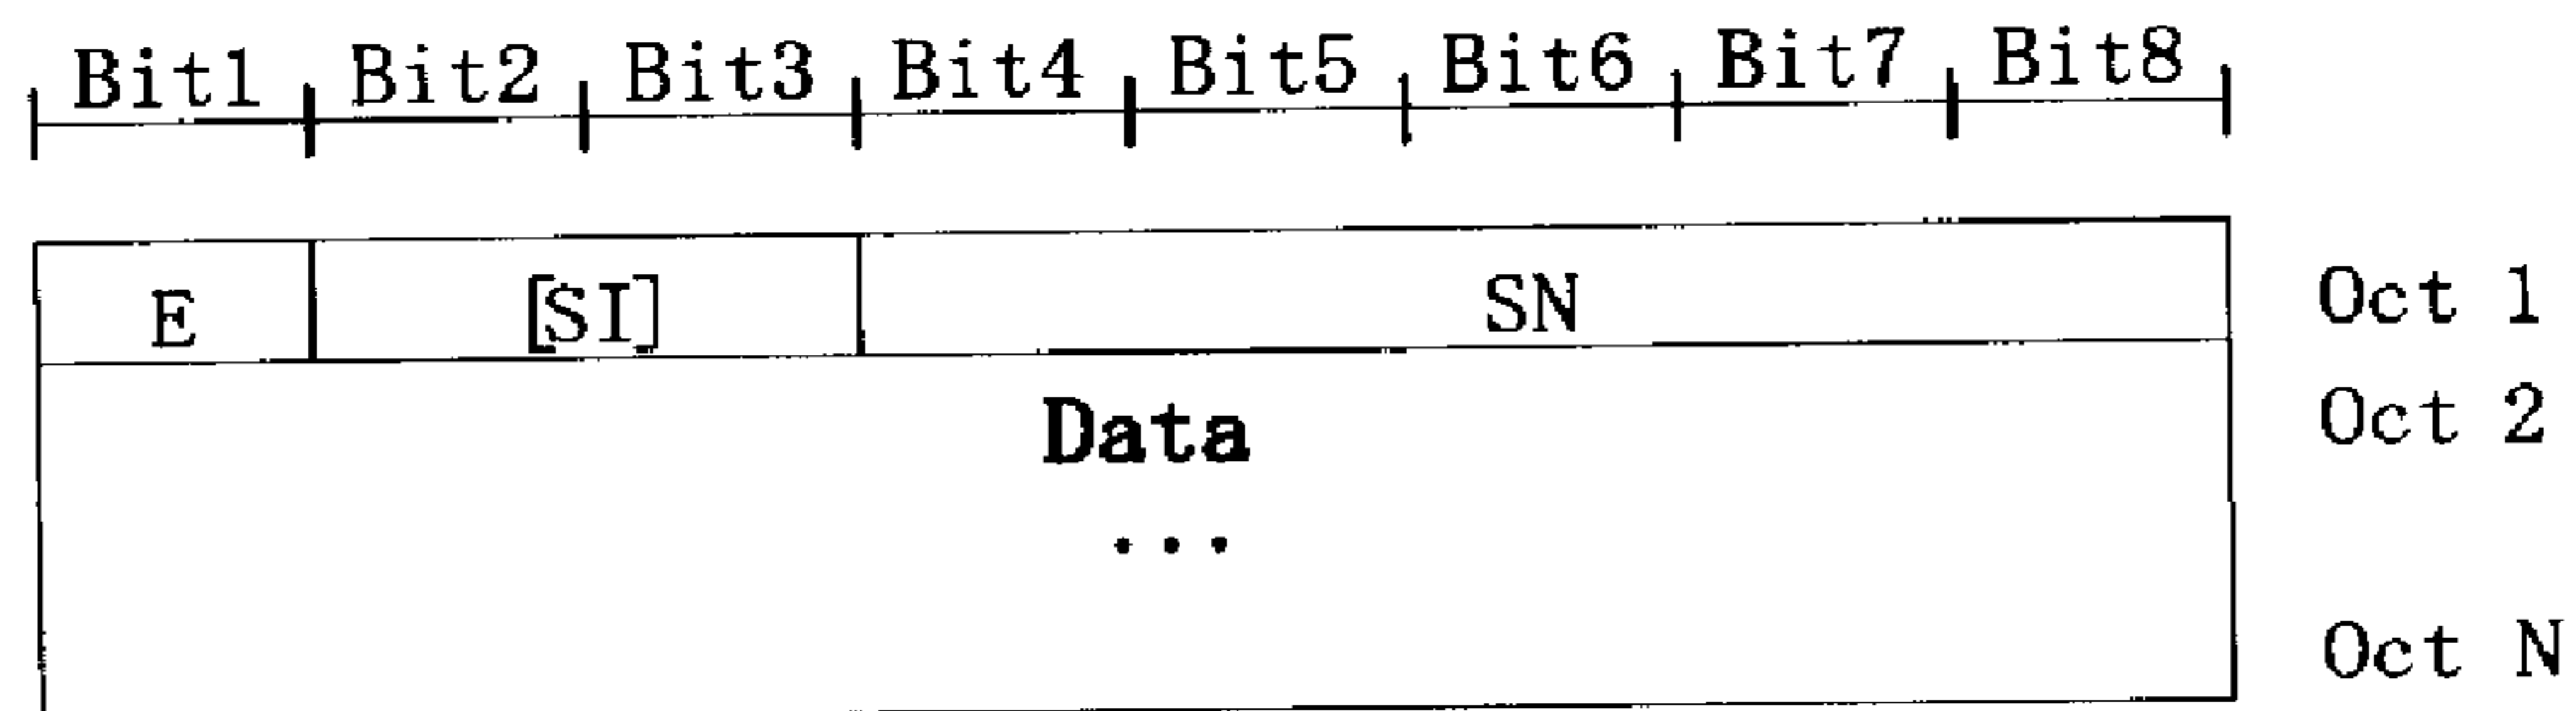 Bit1 Bit2 Bit3 Bit4 Bit5 Bit6 Bit7 Bit8
E [SI] SN Oct 1
Data Oct 2
...
Oct N